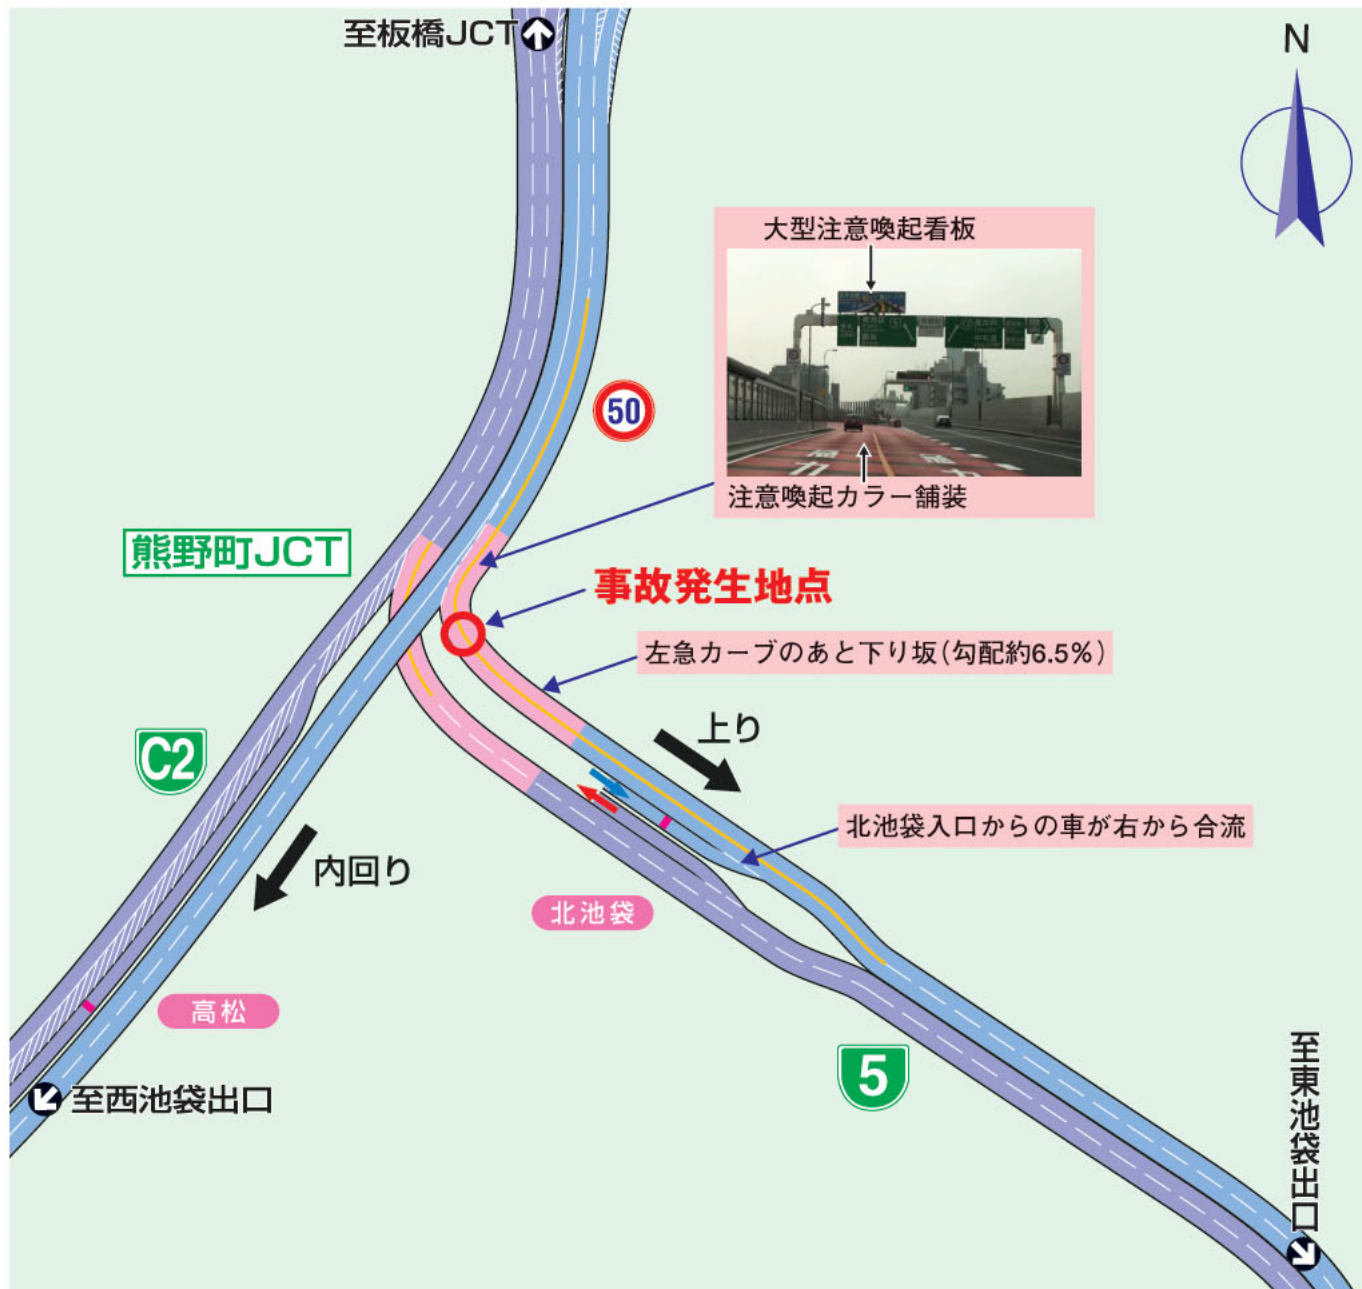 至板橋JCT
N
大型注意喚起看板
50
注意喚起カラー舗装
熊野町JCT
事故発生地点
左急カーブのあと下り坂(勾配約6.5%)
C2
上り
北池袋入口からの車が右から合流
内回り
北池袋
高松
5
至西池袋出口
至東池袋出口